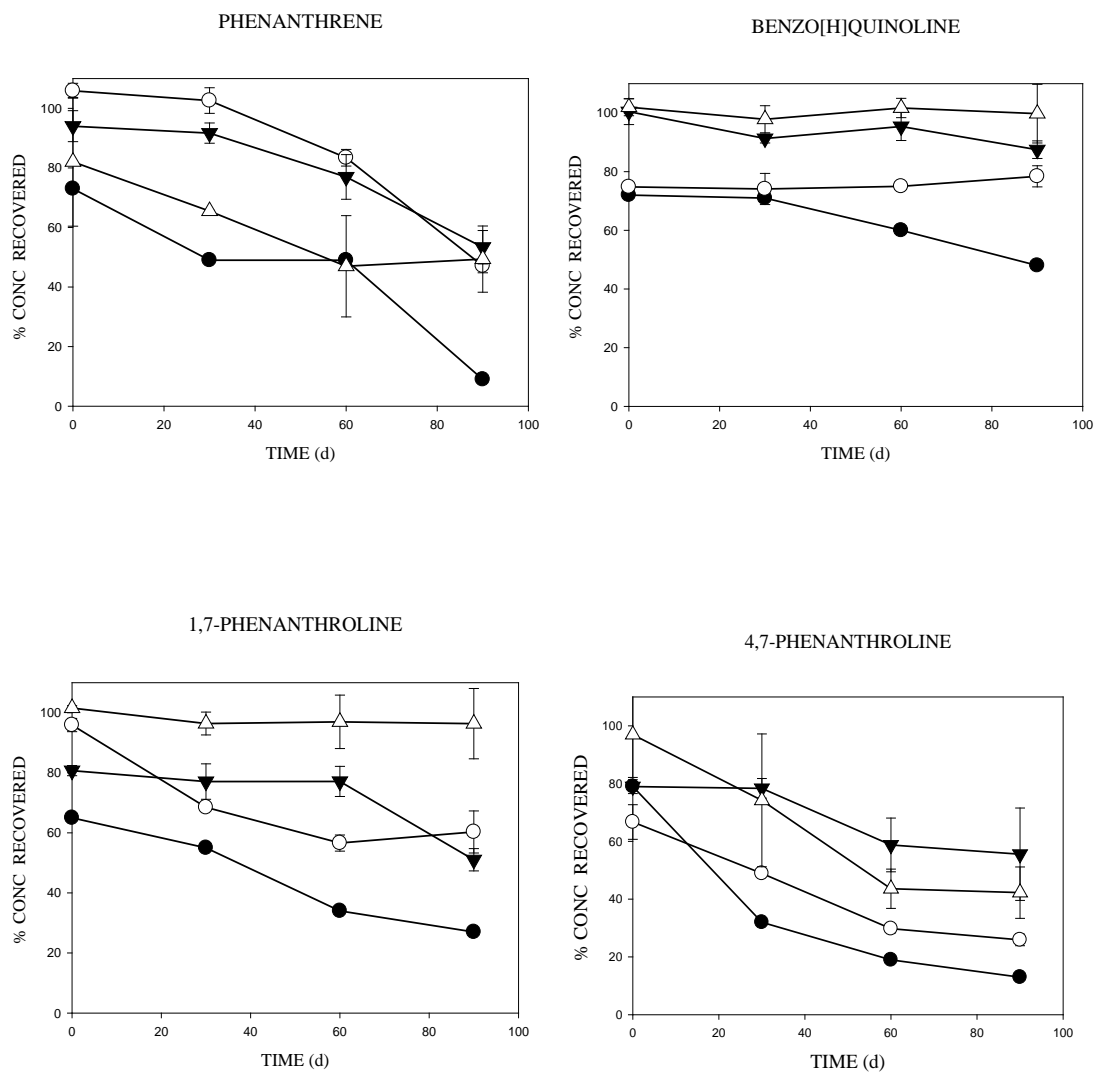 PHENANTHRENE
% CONC RECOVERED
100
80
60
40
20
0
0 20 40 60 80 100
TIME (d)
BENZO[H]QUINOLINE
% CONC RECOVERED
100
80
60
40
20
0
0 20 40 60 80 100
TIME (d)
1,7-PHENANTHROLINE
% CONC RECOVERED
100
80
60
40
20
0
0 20 40 60 80 100
TIME (d)
4,7-PHENANTHROLINE
% CONC RECOVERED
100
80
60
40
20
0
0 20 40 60 80 100
TIME (d)